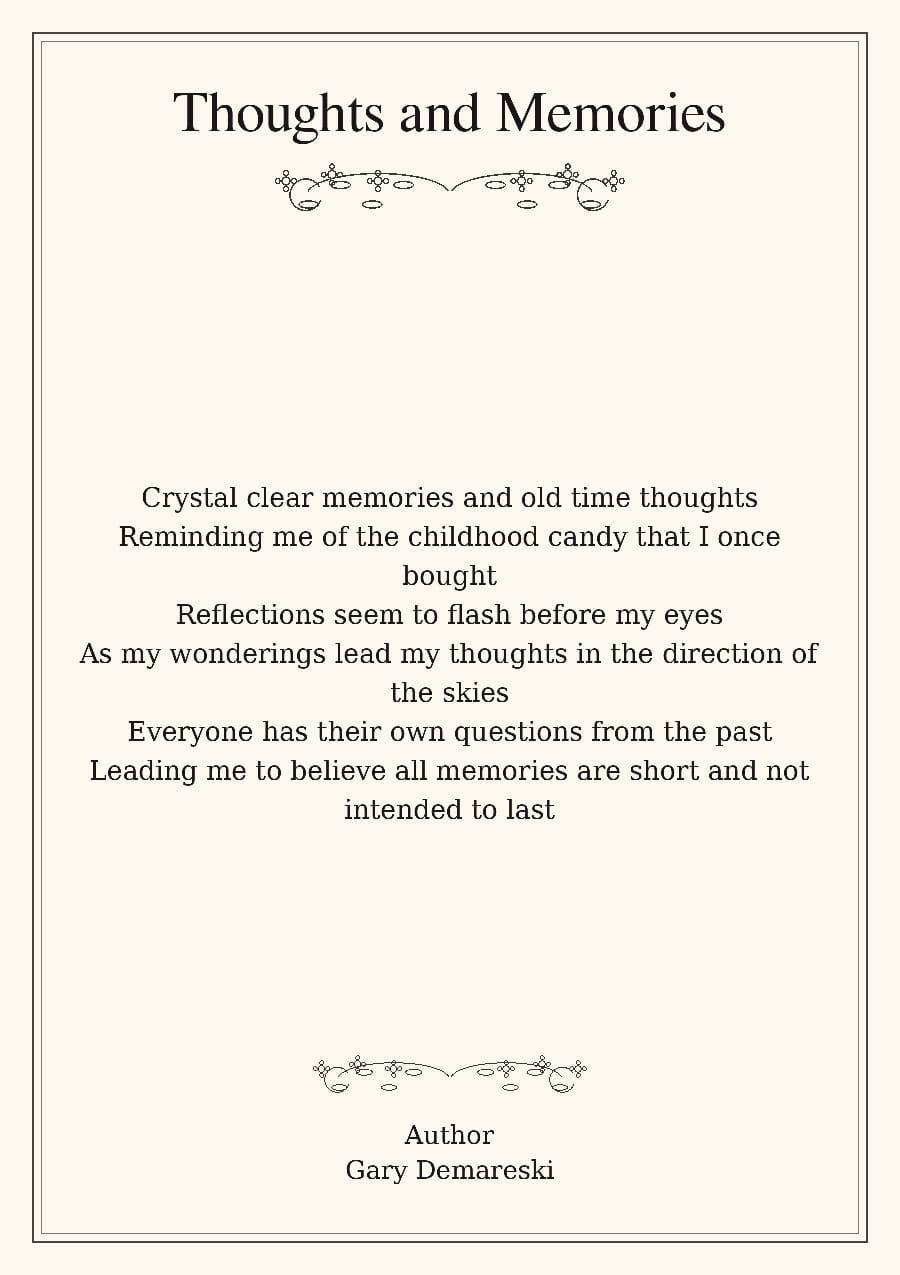 Thoughts and Memories
Crystal clear memories and old time thoughts
Reminding me of the childhood candy that I once
bought
Reflections seem to flash before my eyes
As my wonderings lead my thoughts in the direction of
the skies
Everyone has their own questions from the past
Leading me to believe all memories are short and not
intended to last
Author
Gary Demareski